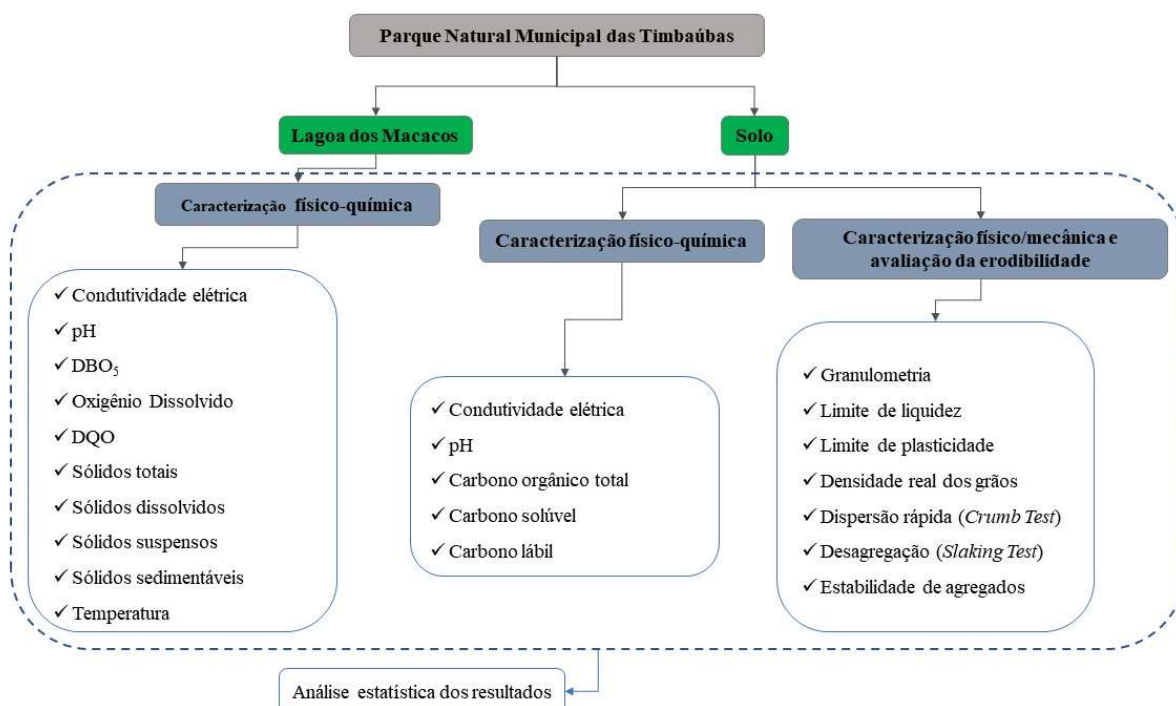 Parque Natural Municipal das Timbaúbas
Lagoa dos Macacos
Solo
Caracterização físico-química
Caracterização físico-química
Caracterização físico/mecânica e
avaliação da erodibilidade
✓ Condutividade elétrica
✓ pH
✓ DBO₅
✓ Oxigênio Dissolvido
✓ DQO
✓ Sólidos totais
✓ Sólidos dissolvidos
✓ Sólidos suspensos
✓ Sólidos sedimentáveis
✓ Temperatura
✓ Condutividade elétrica
✓ pH
✓ Carbono orgânico total
✓ Carbono solúvel
✓ Carbono lábil
✓ Granulometria
✓ Limite de liquidez
✓ Limite de plasticidade
✓ Densidade real dos grãos
✓ Dispersão rápida (Crumb Test)
✓ Desagregação (Slaking Test)
✓ Estabilidade de agregados
Análise estatística dos resultados